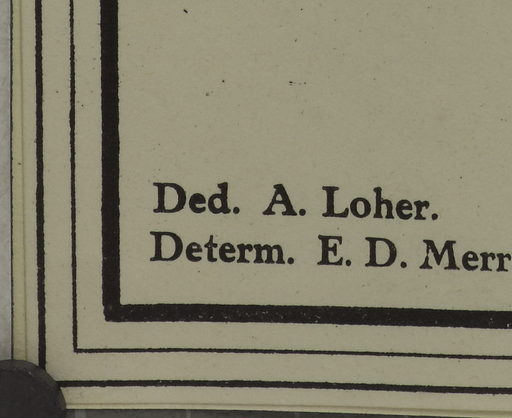 Ded. A. Loher.
Determ. E. D. Merr